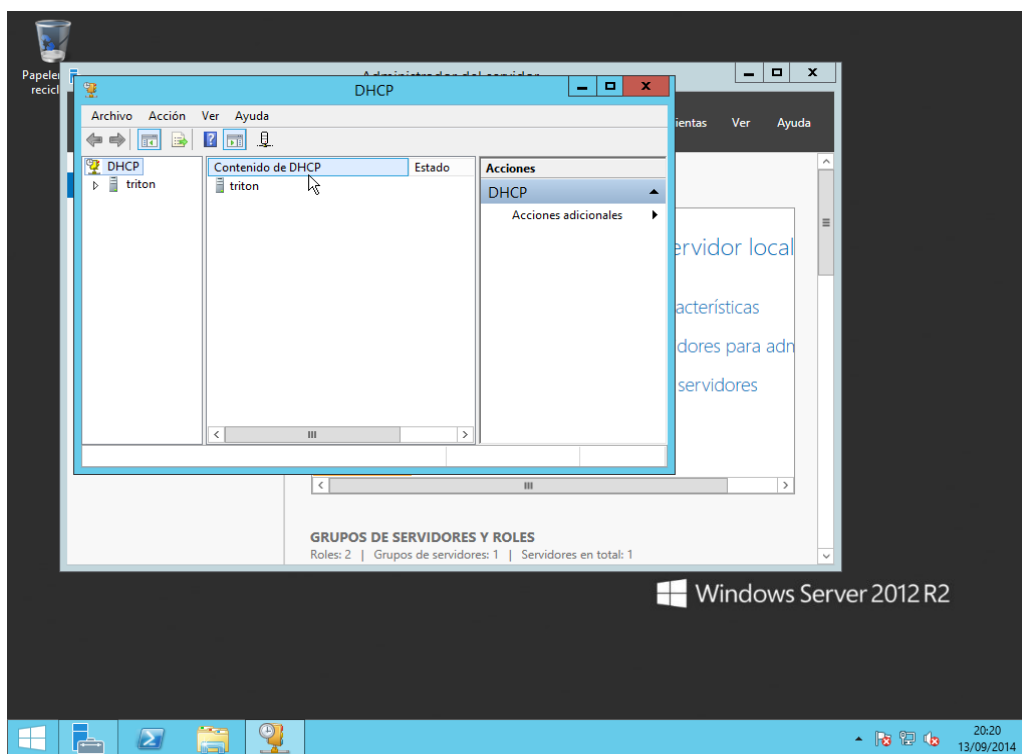 Papele
recicl
Administrador del servidor
DHCP
Archivo Acción Ver Ayuda
ientas Ver Ayuda
DHCP
triton
Contenido de DHCP Estado
triton
Acciones
DHCP
Acciones adicionales
ervidor local
acterísticas
dores para adn
servidores
GRUPOS DE SERVIDORES Y ROLES
Roles: 2 | Grupos de servidores: 1 | Servidores en total: 1
Windows Server 2012 R2
20:20
13/09/2014